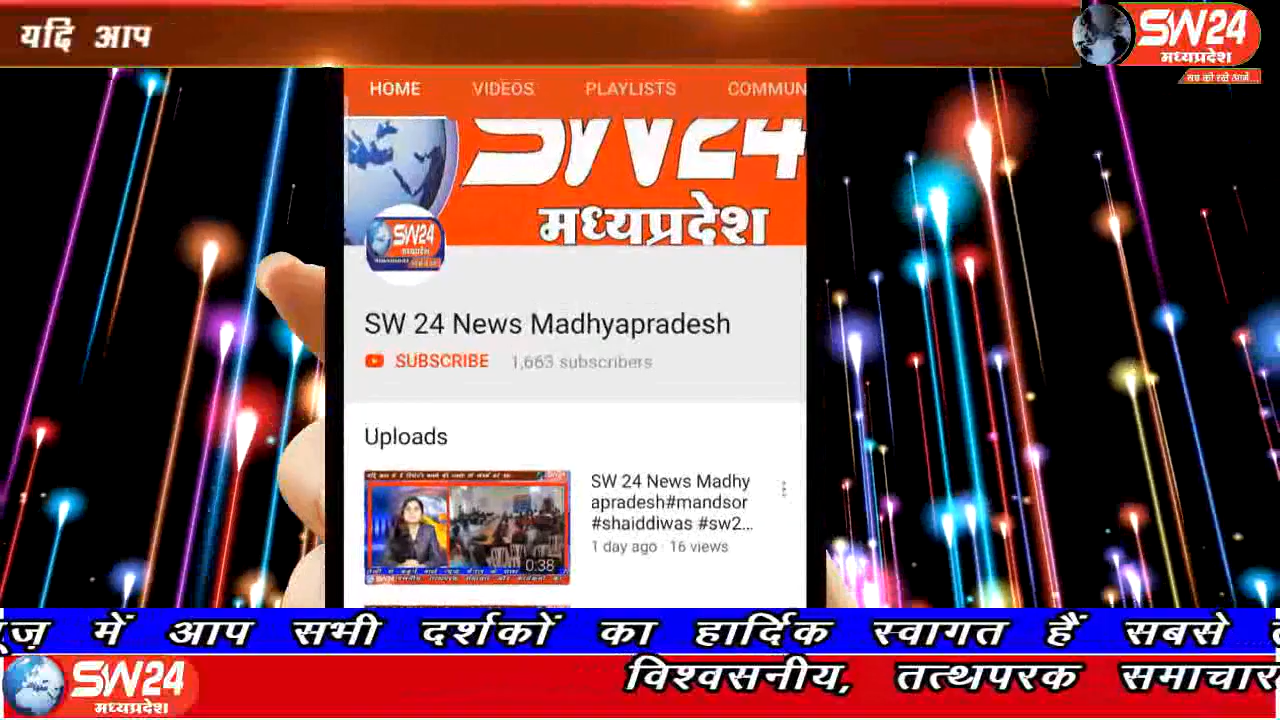 यदि आप
SW24
मध्यप्रदेश
HOME VIDEOS PLAYLISTS COMMUN
SW24
मध्यप्रदेश
SW24
SW 24 News Madhyapradesh
SUBSCRIBE 1,663 subscribers
Uploads
SW 24 News Madhy
apradesh#mandsor
#shaiddiwas #sw2...
1 day ago · 16 views
0:38
में आप सभी दर्शकों का हार्दिक स्वागत हैं सबसे
विश्वसनीय, तत्थपरक समाचार
SW24
मध्यप्रदेश